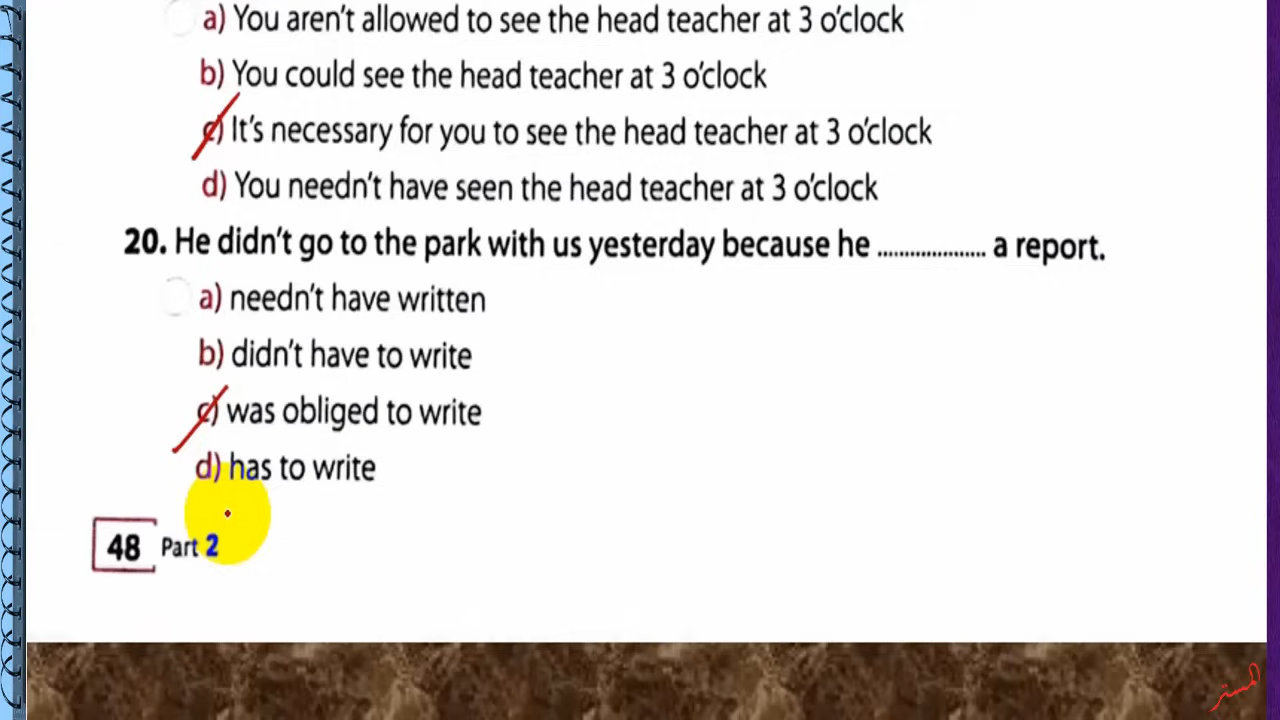 a) You aren't allowed to see the head teacher at 3 o'clock
b) You could see the head teacher at 3 o'clock
c) It's necessary for you to see the head teacher at 3 o'clock
d) You needn't have seen the head teacher at 3 o'clock
20. He didn't go to the park with us yesterday because he .................... a report.
a) needn't have written
b) didn't have to write
c) was obliged to write
d) has to write
48 Part 2
المستر